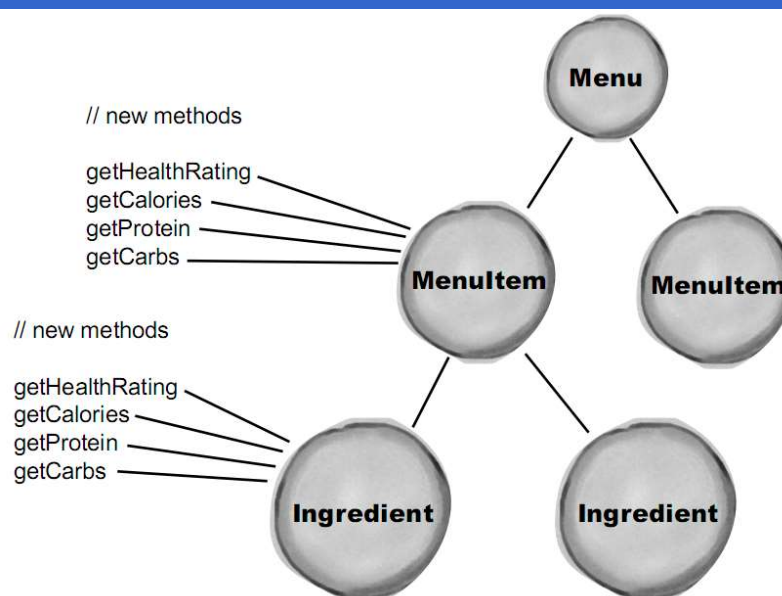 Menu
// new methods
getHealthRating
getCalories
getProtein
getCarbs
MenuItem
MenuItem
// new methods
getHealthRating
getCalories
getProtein
getCarbs
Ingredient
Ingredient